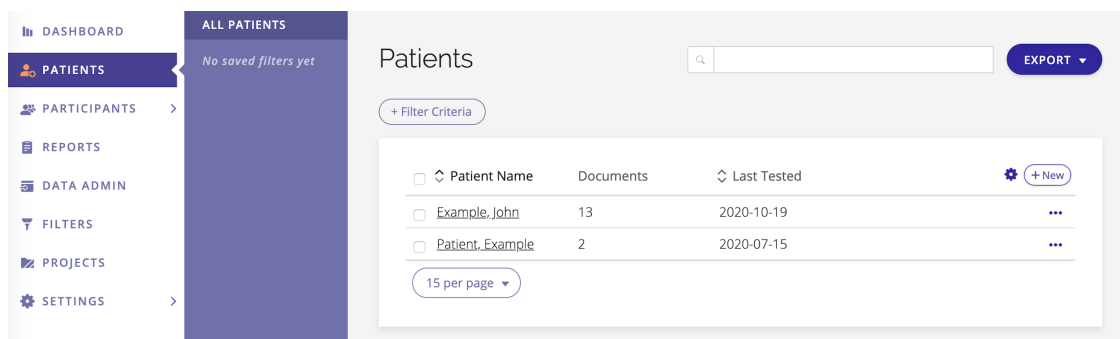 DASHBOARD
PATIENTS
PARTICIPANTS
REPORTS
DATA ADMIN
FILTERS
PROJECTS
SETTINGS
ALL PATIENTS
No saved filters yet
Patients
EXPORT
+ Filter Criteria
Patient Name Documents Last Tested + New
Example, John 13 2020-10-19
Patient, Example 2 2020-07-15
15 per page